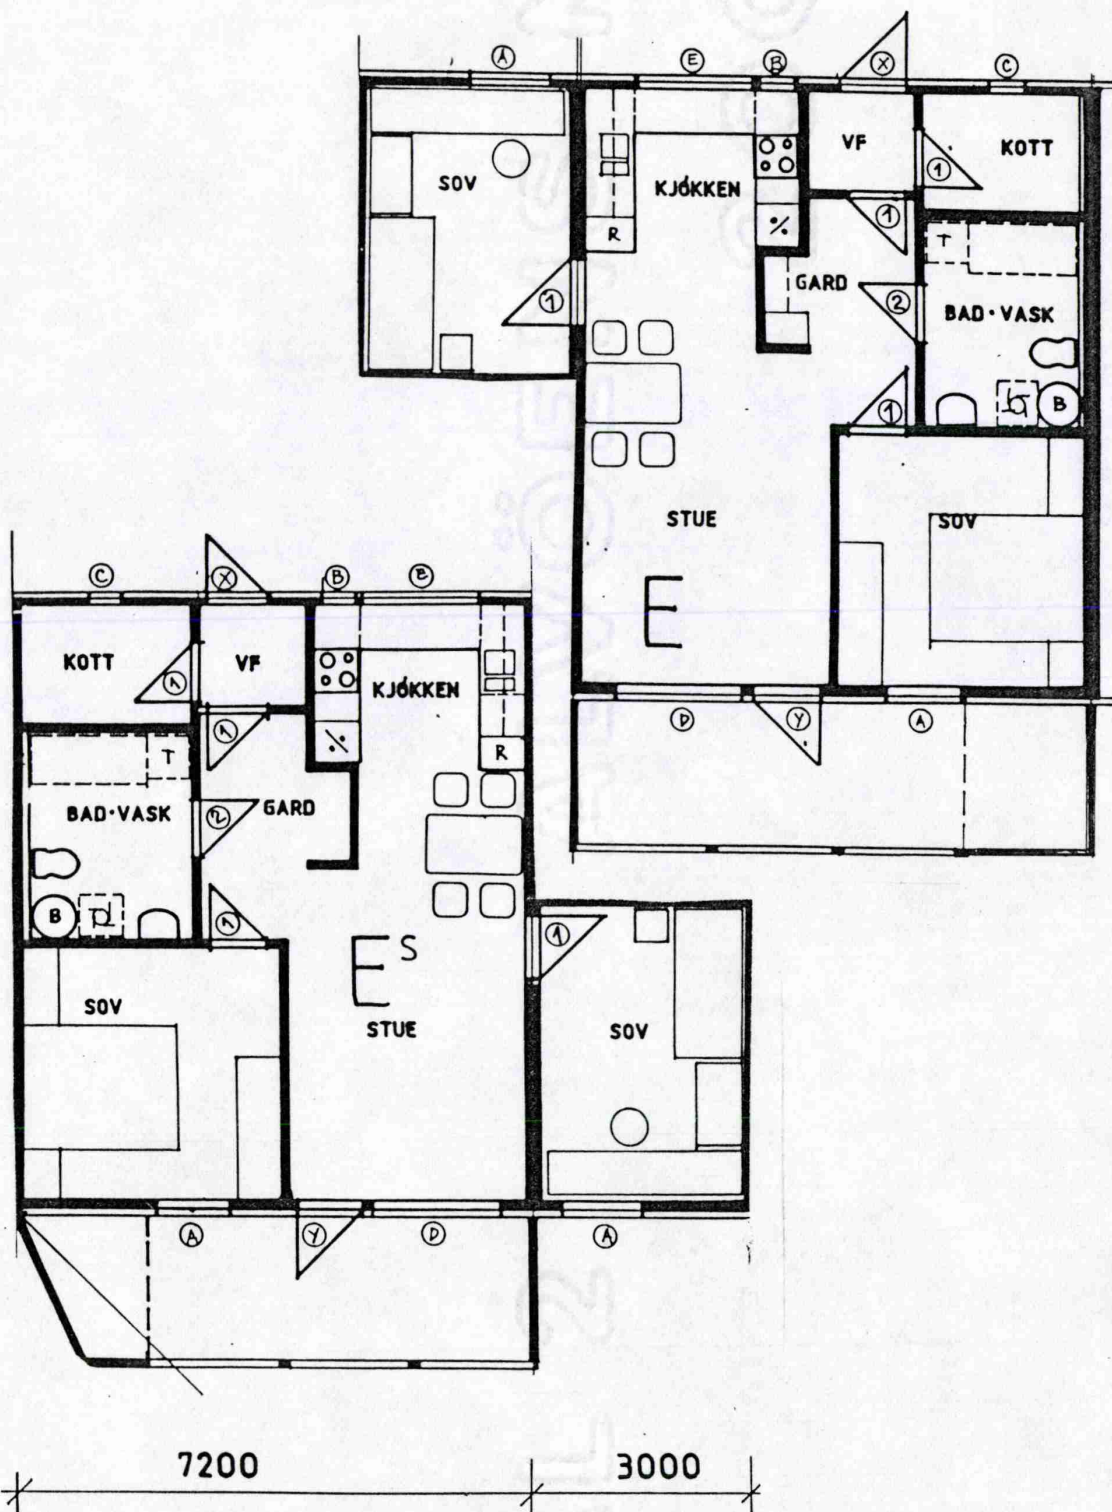 A E B X C
SOV
KJÖKKEN
VF
KOTT
1
R
%
1
T
GARD
2
BAD·VASK
1
1
B
STUE
SOV
E
D Y A
C X B E
KOTT
VF
KJÖKKEN
1
1
T
%
R
BAD·VASK
2
GARD
B
1
1
E S
SOV
STUE
SOV
A Y D A
7200 3000